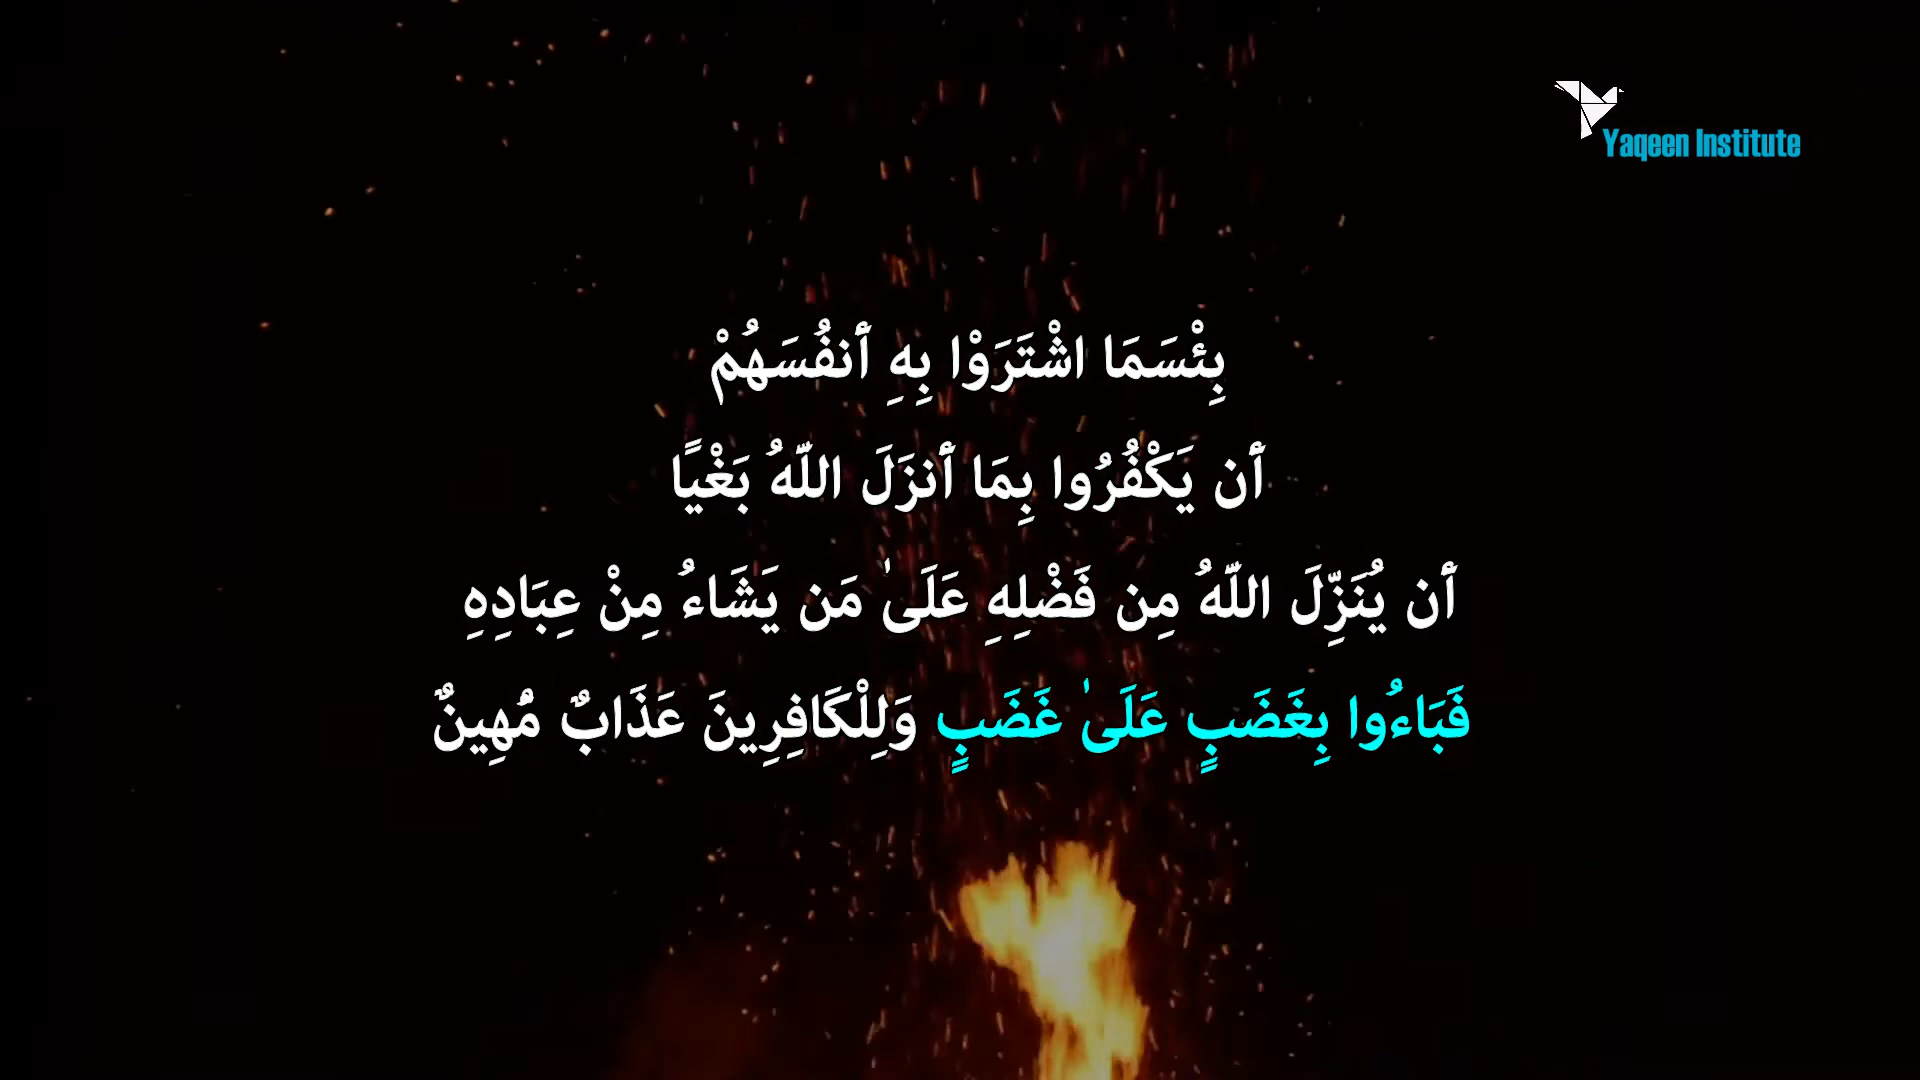 Yaqeen Institute
بِئْسَمَا اشْتَرَوْا بِهِ أَنفُسَهُمْ
أَن يَكْفُرُوا بِمَا أَنزَلَ اللَّهُ بَغْيًا
أَن يُنَزِّلَ اللَّهُ مِن فَضْلِهِ عَلَىٰ مَن يَشَاءُ مِنْ عِبَادِهِ
فَبَاءُوا بِغَضَبٍ عَلَىٰ غَضَبٍ وَلِلْكَافِرِينَ عَذَابٌ مُهِينٌ